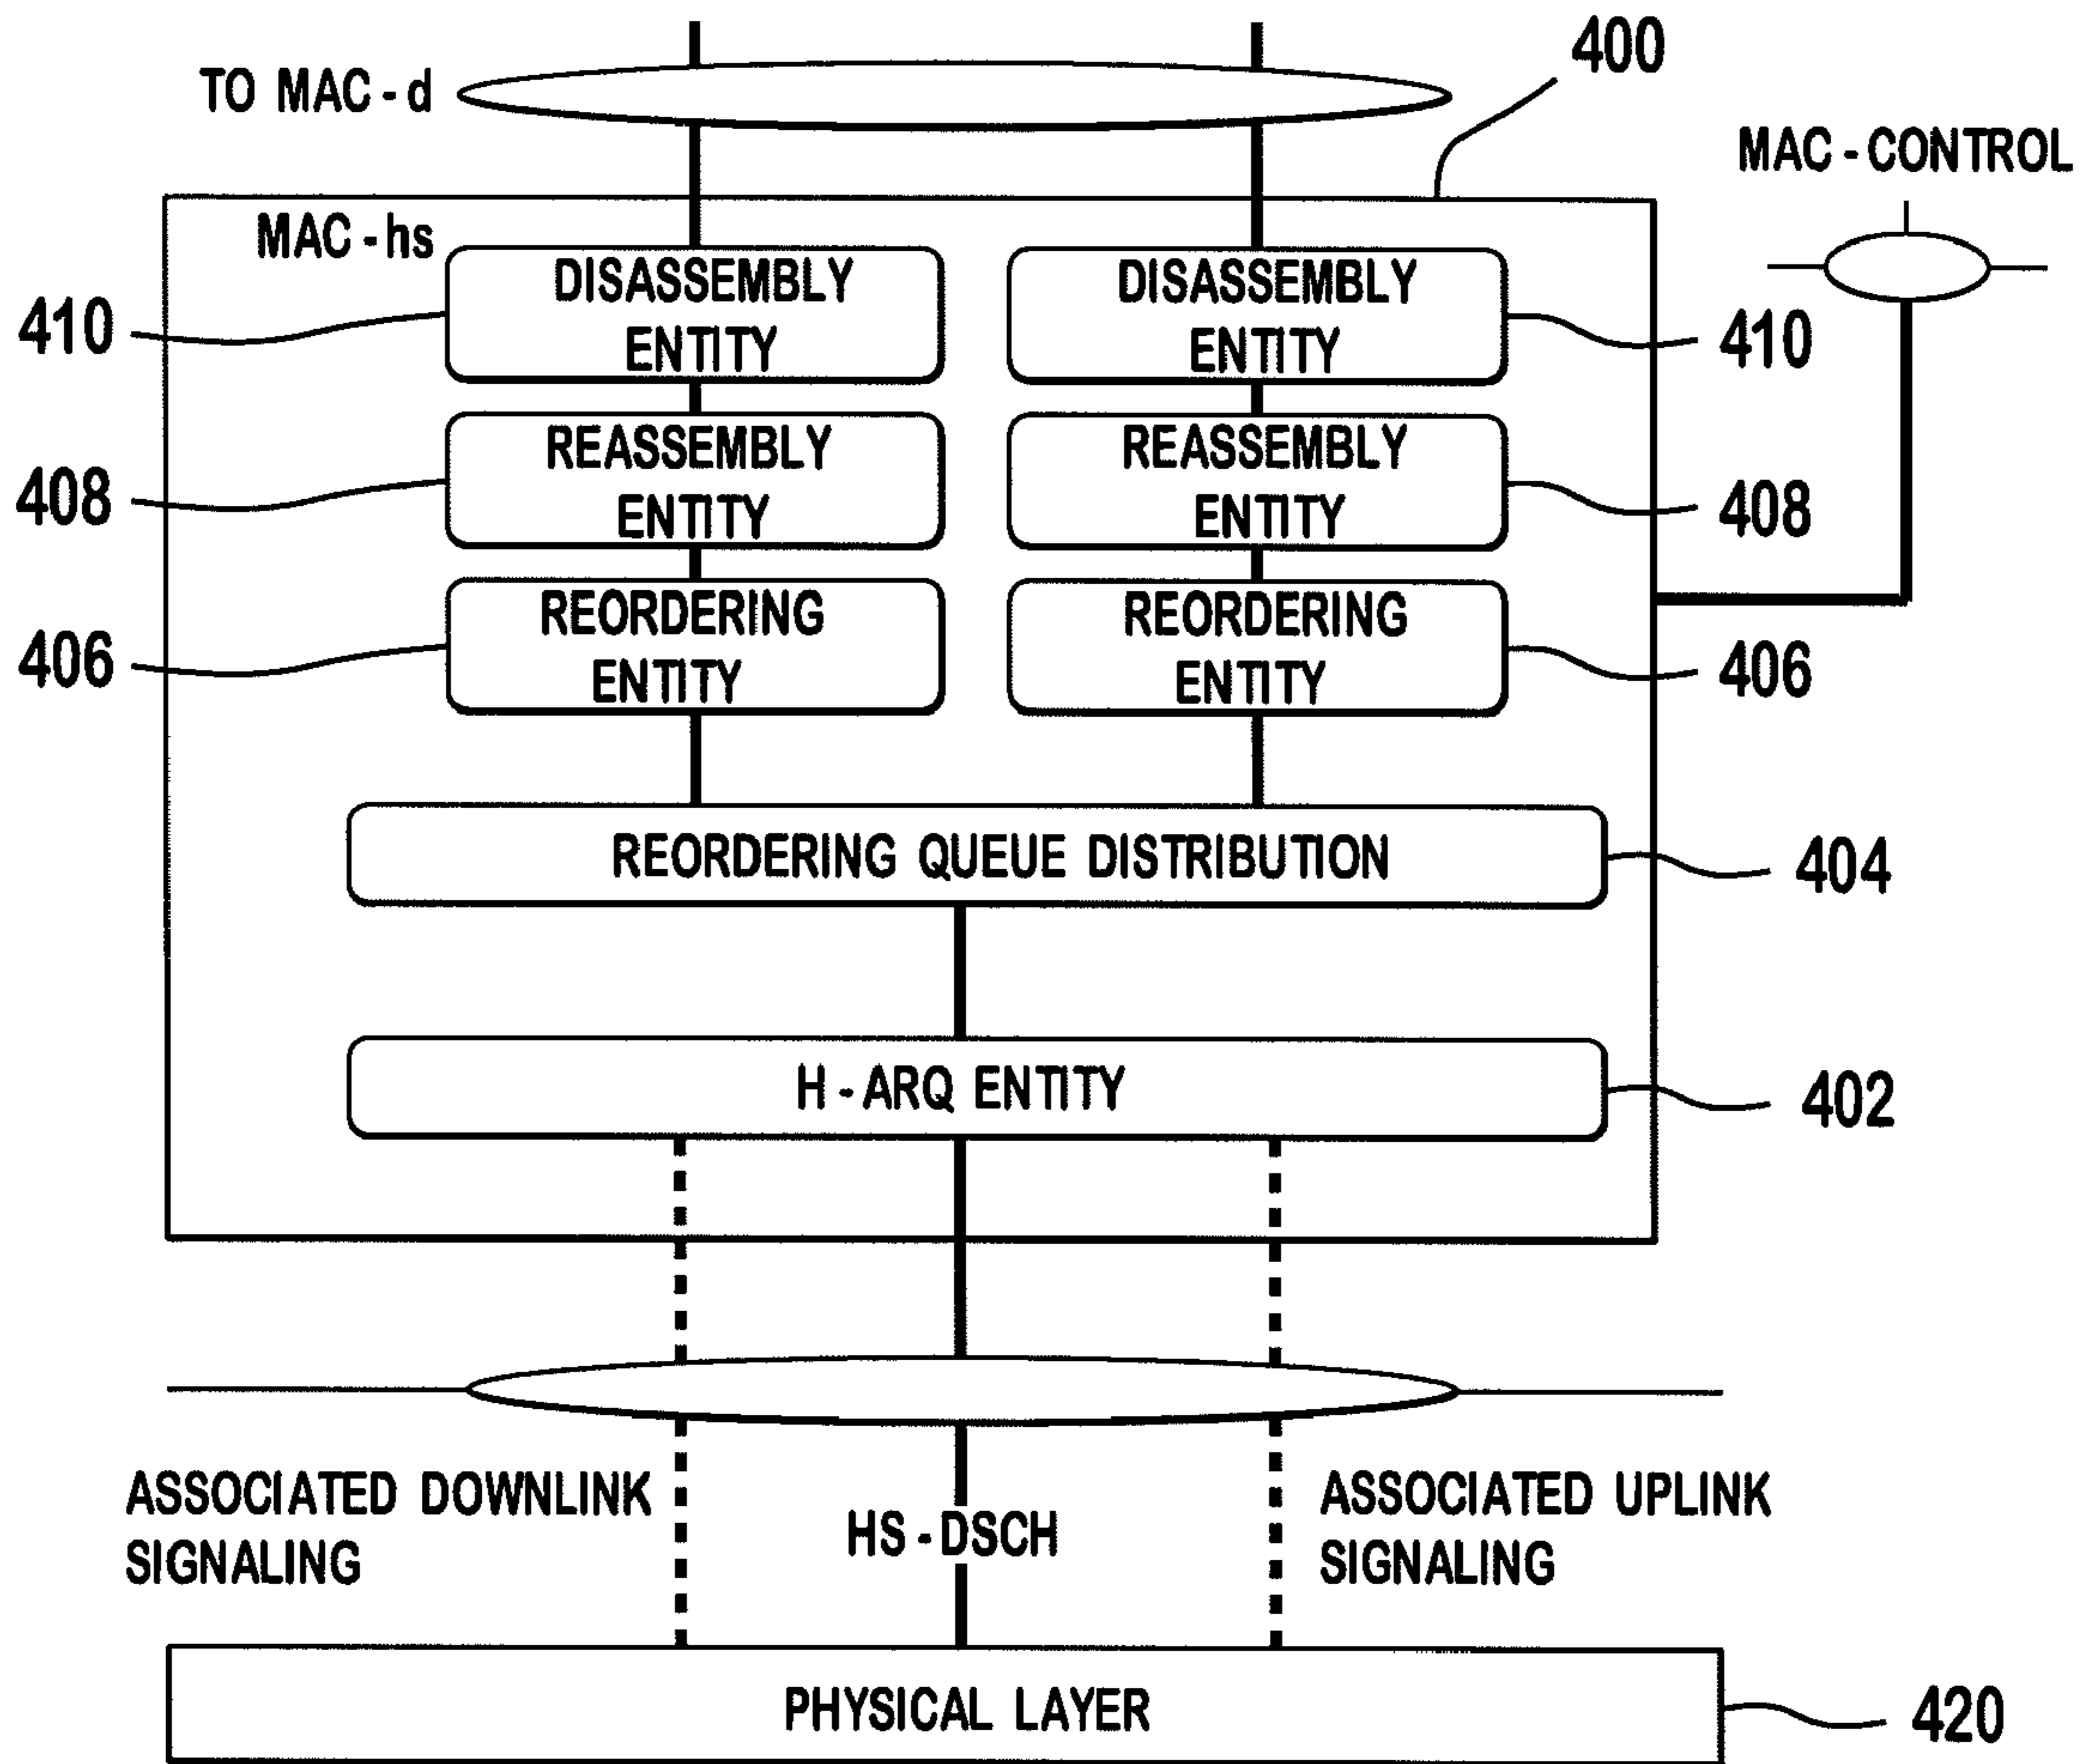 400
TO MAC-d
MAC-CONTROL
MAC-hs
DISASSEMBLY
ENTITY
DISASSEMBLY
ENTITY
410
410
REASSEMBLY
ENTITY
REASSEMBLY
ENTITY
408
408
REORDERING
ENTITY
REORDERING
ENTITY
406
406
REORDERING QUEUE DISTRIBUTION
404
H-ARQ ENTITY
402
ASSOCIATED DOWNLINK
SIGNALING
HS-DSCH
ASSOCIATED UPLINK
SIGNALING
PHYSICAL LAYER
420